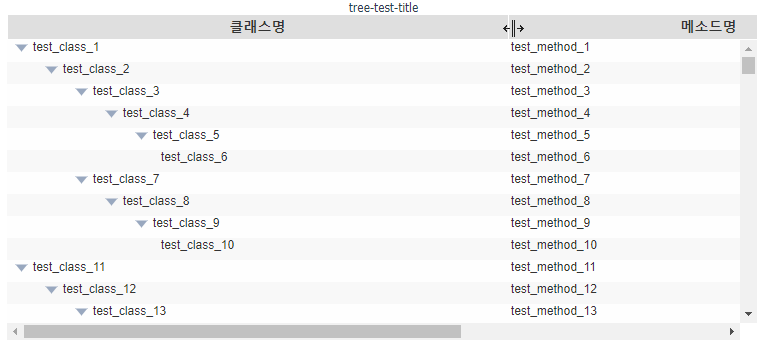 tree-test-title
클래스명 메소드명
test_class_1 test_method_1
test_class_2 test_method_2
test_class_3 test_method_3
test_class_4 test_method_4
test_class_5 test_method_5
test_class_6 test_method_6
test_class_7 test_method_7
test_class_8 test_method_8
test_class_9 test_method_9
test_class_10 test_method_10
test_class_11 test_method_11
test_class_12 test_method_12
test_class_13 test_method_13